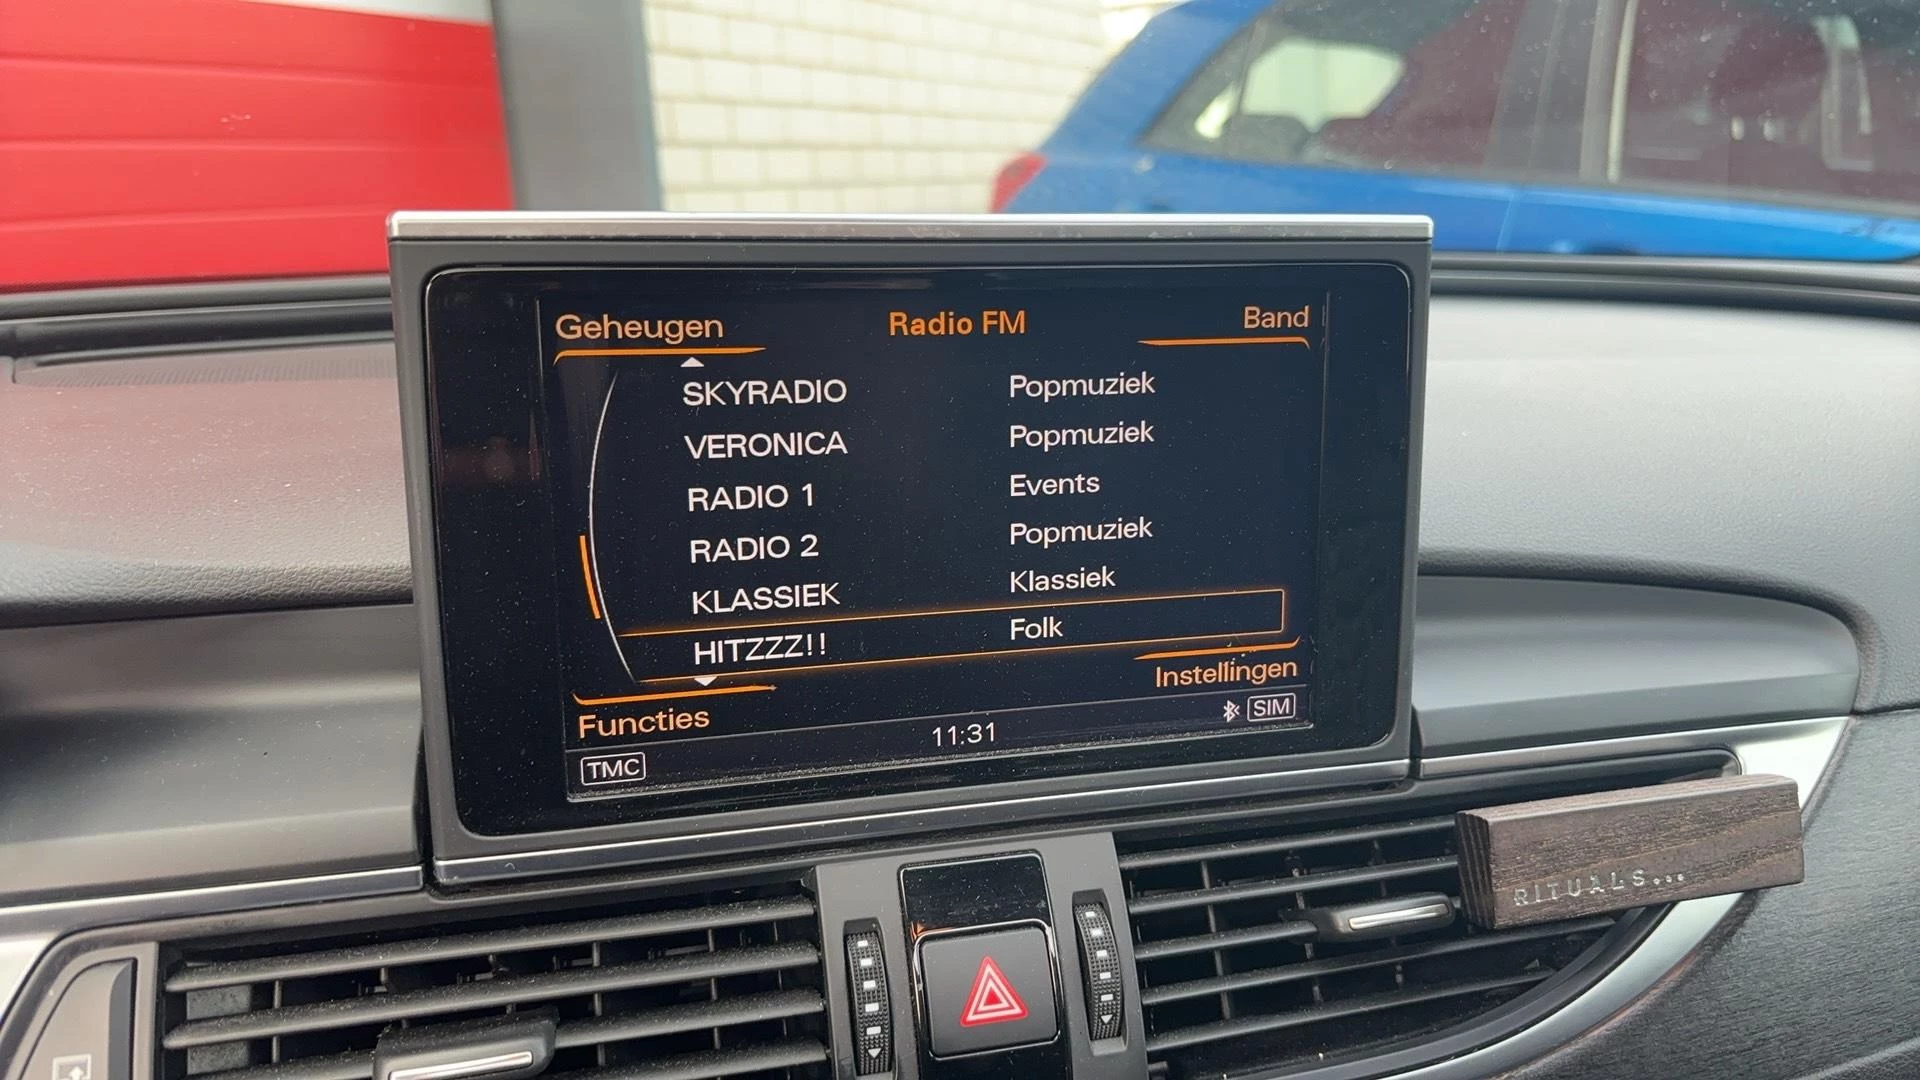 Geheugen Radio FM Band
SKYRADIO Popmuziek
VERONICA Popmuziek
RADIO 1 Events
RADIO 2 Popmuziek
KLASSIEK Klassiek
HITZZZ!! Folk
Instellingen
Functies
TMC 11:31 SIM
RITUALS...